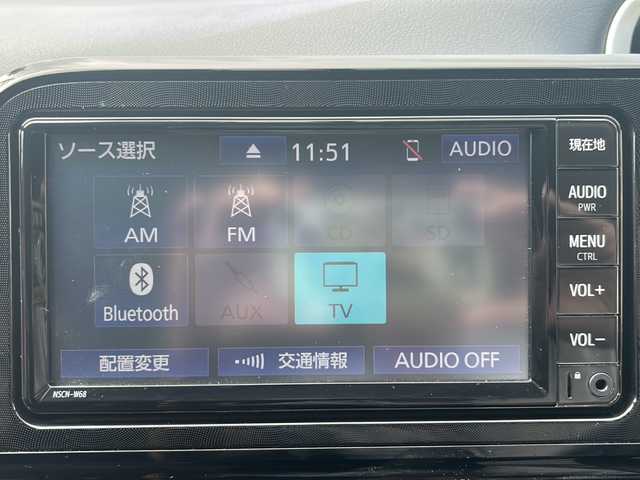 ソース選択 11:51 AUDIO 現在地
AM FM CD SD AUDIO
PWR
MENU
CTRL
Bluetooth AUX TV VOL+
VOL-
配置変更 交通情報 AUDIO OFF
NSCN-W68